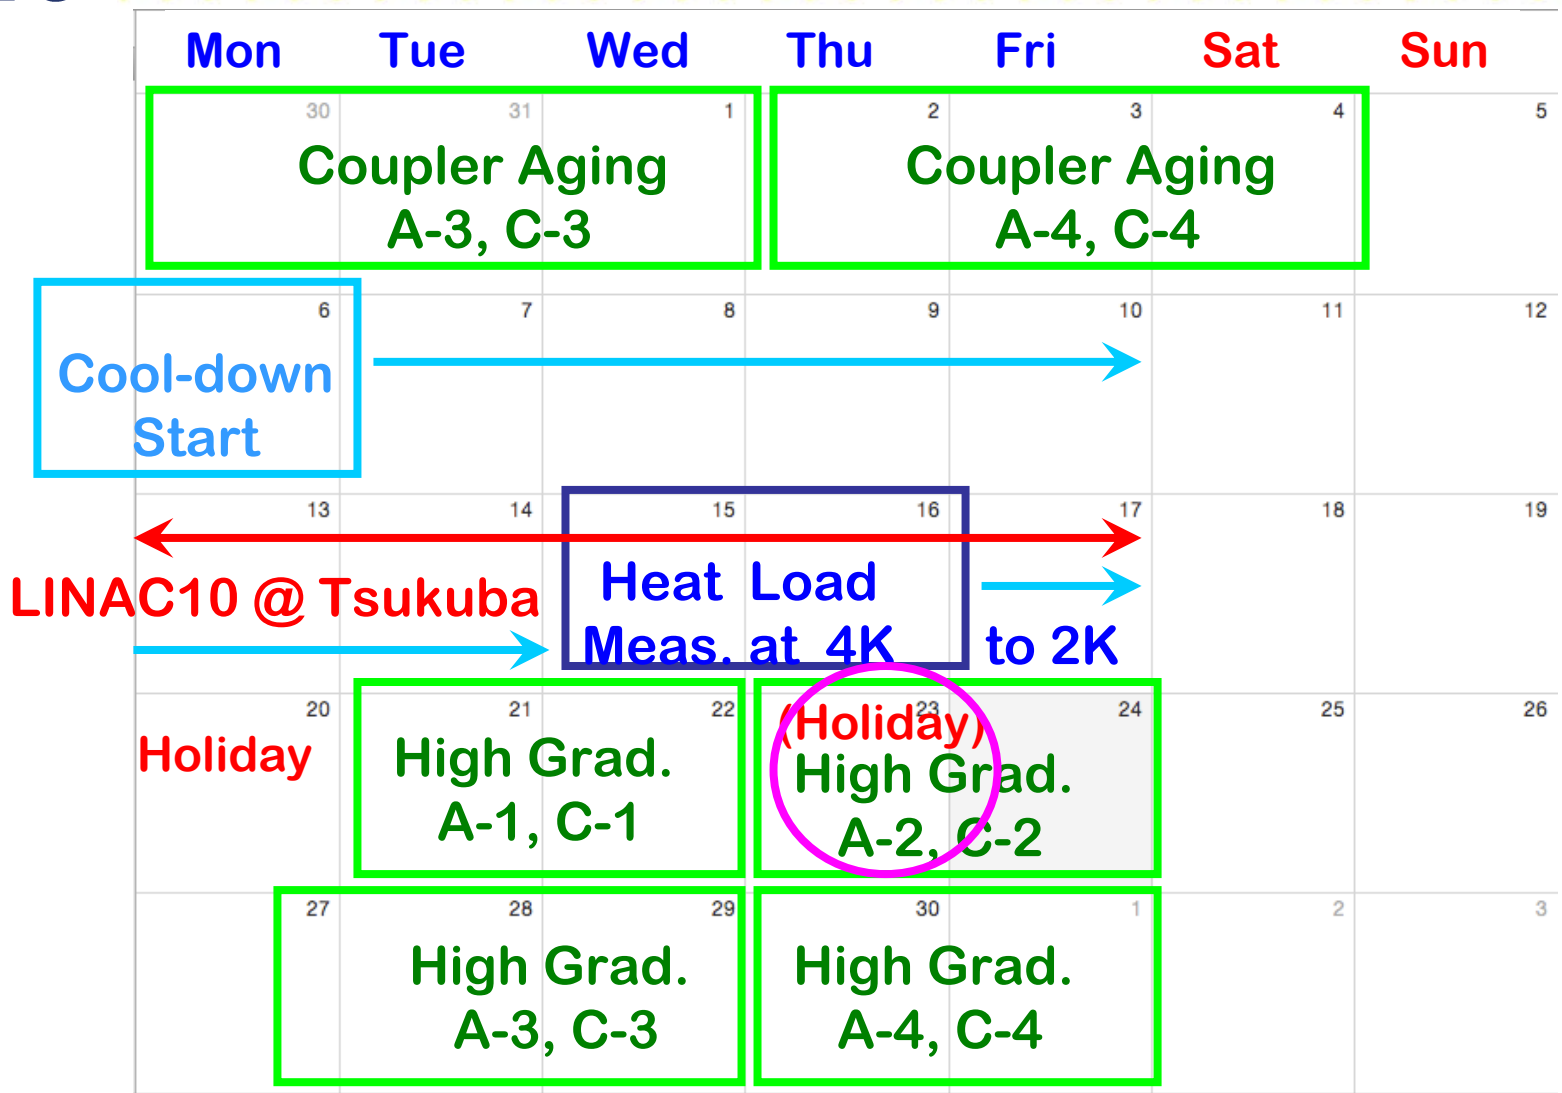 Mon Tue Wed Thu Fri Sat Sun
30 31 1 2 3 4 5
Coupler Aging
A-3, C-3
Coupler Aging
A-4, C-4
6 7 8 9 10 11 12
Cool-down
Start
13 14 15 16 17 18 19
LINAC10 @ Tsukuba
Heat Load
Meas. at 4K
to 2K
20 21 22 23 24 25 26
Holiday
High Grad.
A-1, C-1
(Holiday)
High Grad.
A-2, C-2
27 28 29 30 1 2 3
High Grad.
A-3, C-3
High Grad.
A-4, C-4